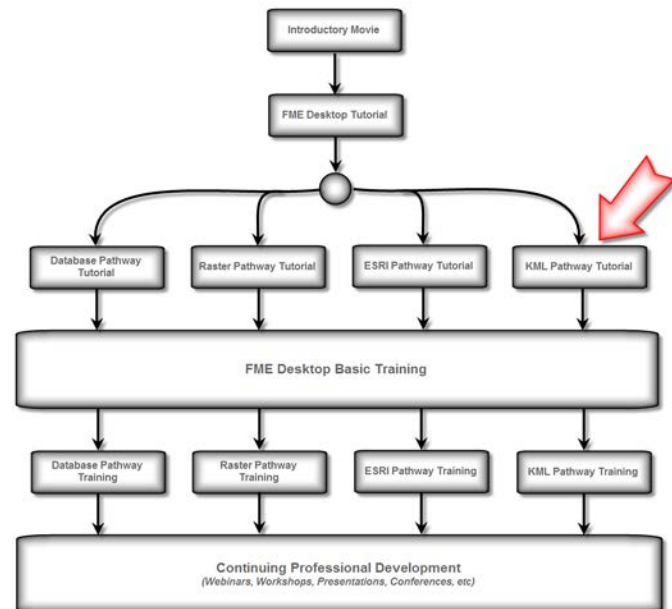 Introductory Movie
FME Desktop Tutorial
Database Pathway
Tutorial
Raster Pathway Tutorial
ESRI Pathway Tutorial
KML Pathway Tutorial
FME Desktop Basic Training
Database Pathway
Training
Raster Pathway
Training
ESRI Pathway Training
KML Pathway Training
Continuing Professional Development
(Webinars, Workshops, Presentations, Conferences, etc)